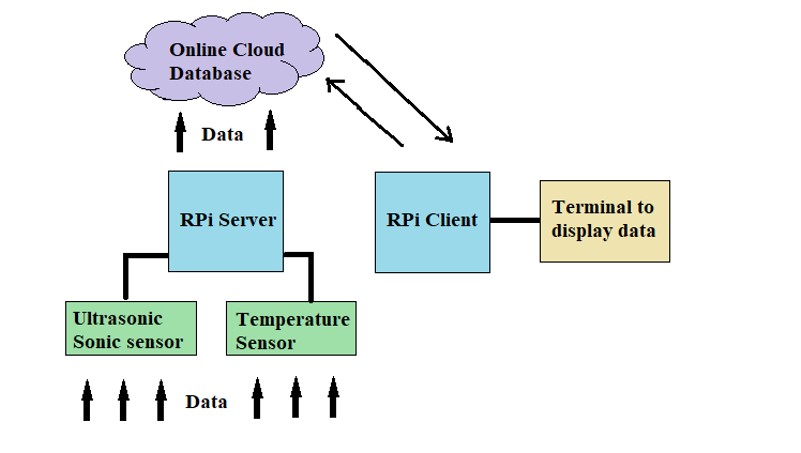 Online Cloud
Database
Data
RPi Server
RPi Client
Terminal to
display data
Ultrasonic
Sonic sensor
Temperature
Sensor
Data